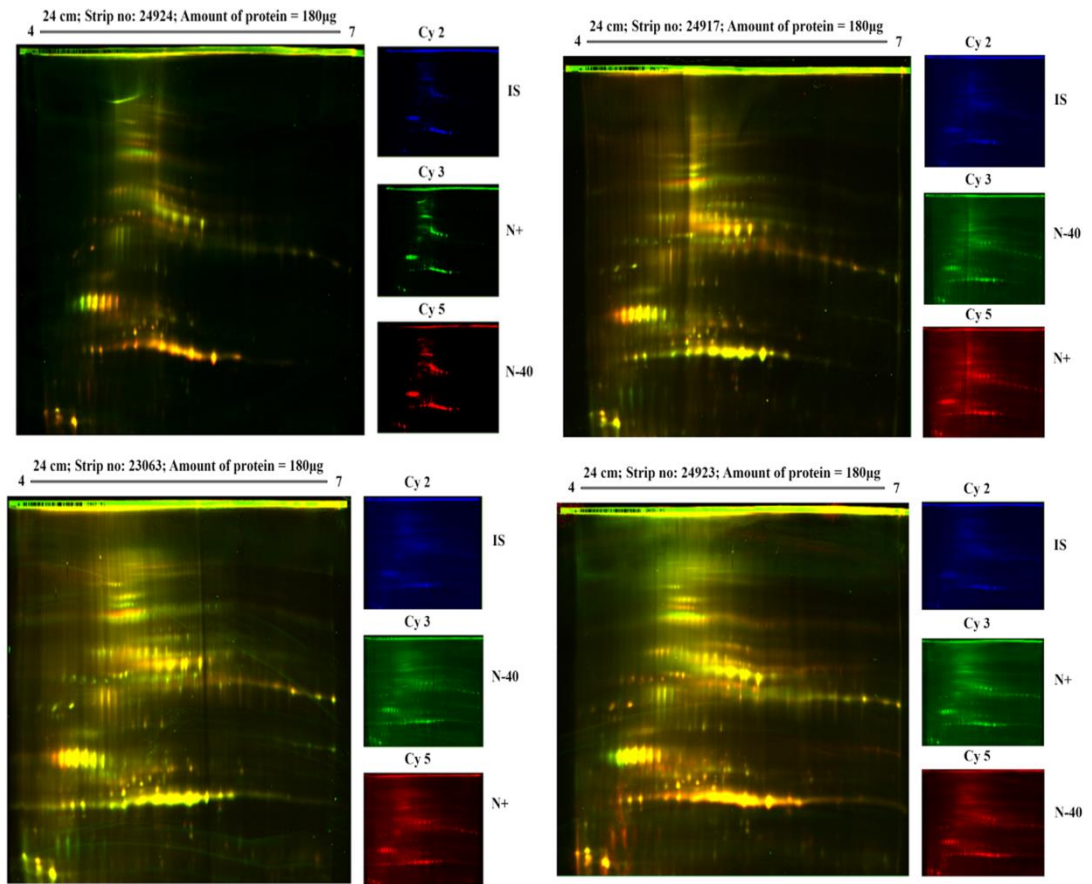 24 cm; Strip no: 24924; Amount of protein = 180μg
4 7
Cy 2
IS
Cy 3
N+
Cy 5
N-40
24 cm; Strip no: 24917; Amount of protein = 180μg
4 7
Cy 2
IS
Cy 3
N-40
Cy 5
N+
24 cm; Strip no: 23063; Amount of protein = 180μg
4 7
Cy 2
IS
Cy 3
N-40
Cy 5
N+
24 cm; Strip no: 24923; Amount of protein = 180μg
4 7
Cy 2
IS
Cy 3
N+
Cy 5
N-40